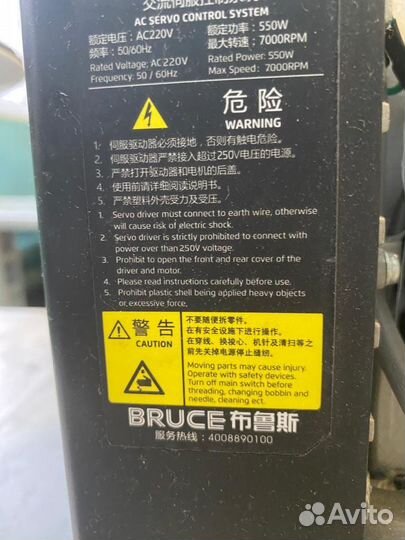 交流伺服控制系统
AC SERVO CONTROL SYSTEM
额定电压：AC220V 额定功率：550W
频率：50/60Hz 最大转速：7000RPM
Rated Voltage: AC220V Rated Power: 550W
Frequency: 50 / 60Hz Max Speed: 7000RPM
危险
WARNING
1. 伺服驱动器必须接地，否则有触电危险。
2. 伺服驱动器严禁接入超过250V电压的电源。
3. 严禁打开驱动器和电机的后盖。
4. 使用前请详细阅读说明书。
5. 严禁塑料外壳受力及受压。
1. Servo driver must connect to earth wire, otherwise
will cause risk of electric shock.
2. Servo driver is strictly prohibited to connect with
power over than 250V voltage.
3. Prohibit to open the front and rear cover of the
driver and motor.
4. Please read instructions carefully before use.
5. Prohibit plastic shell being applied heavy objects
or excessive force.
警告
CAUTION
不要随便拆零件。
在有安全设施下进行操作。
在穿线、换梭心、机针及清扫等之
前先关掉电源停止缝纫。
Moving parts may cause injury.
Operate with safety devices.
Turn off main switch before
threading, changing bobbin and
needle, cleaning ect.
BRUCE 布鲁斯
服务热线：4008890100
Avito